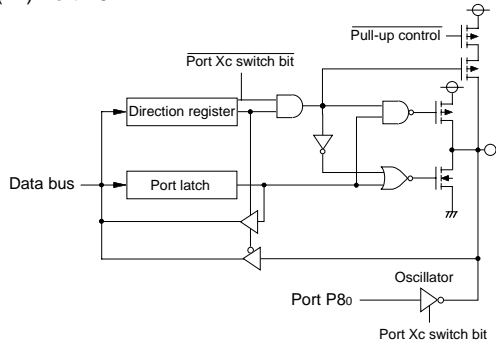 Pull-up control
Port Xc switch bit
Direction register
Data bus
Port latch
Oscillator
Port P80
Port Xc switch bit